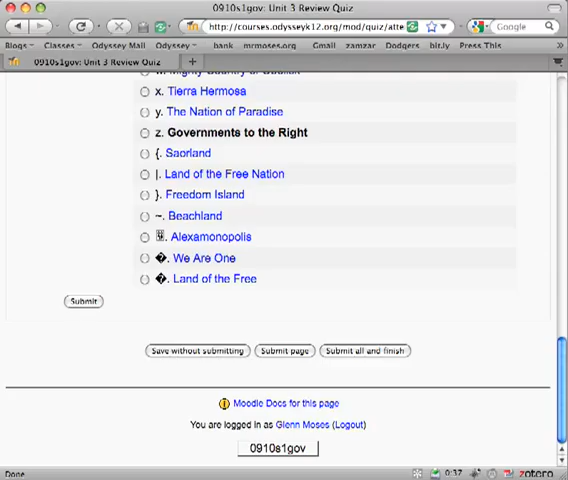 0910s1gov: Unit 3 Review Quiz
http://courses.odysseyk12.org/mod/quiz/atte
Google
Blogs Classes Odyssey Mail Odyssey bank mrmoses.org Gmail zamzar Dodgers bit.ly Press This
0910s1gov: Unit 3 Review Quiz
x. Tierra Hermosa
y. The Nation of Paradise
z. Governments to the Right
{. Saorland
|. Land of the Free Nation
}. Freedom Island
~. Beachland
Alexamonopolis
�. We Are One
�. Land of the Free
Submit
Save without submitting Submit page Submit all and finish
Moodle Docs for this page
You are logged in as Glenn Moses (Logout)
0910s1gov
Done 0:37 zotero